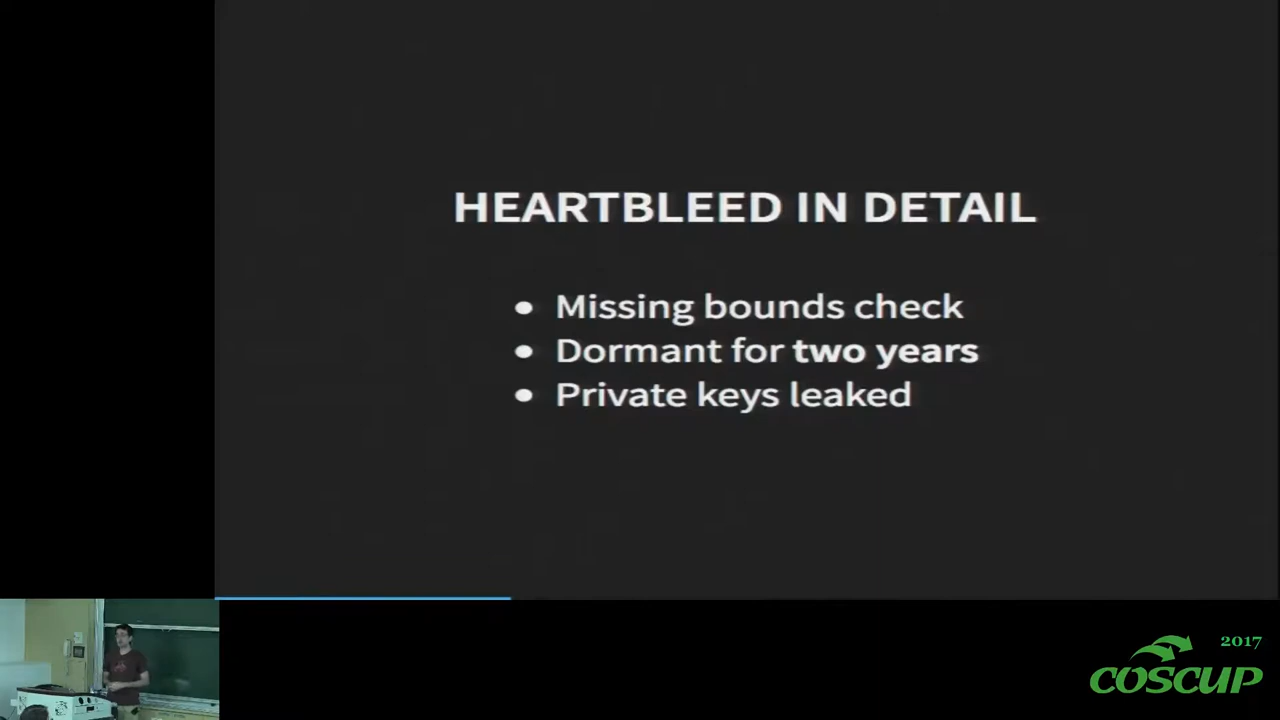 HEARTBLEED IN DETAIL
• Missing bounds check
• Dormant for two years
• Private keys leaked
2017
COSCUP